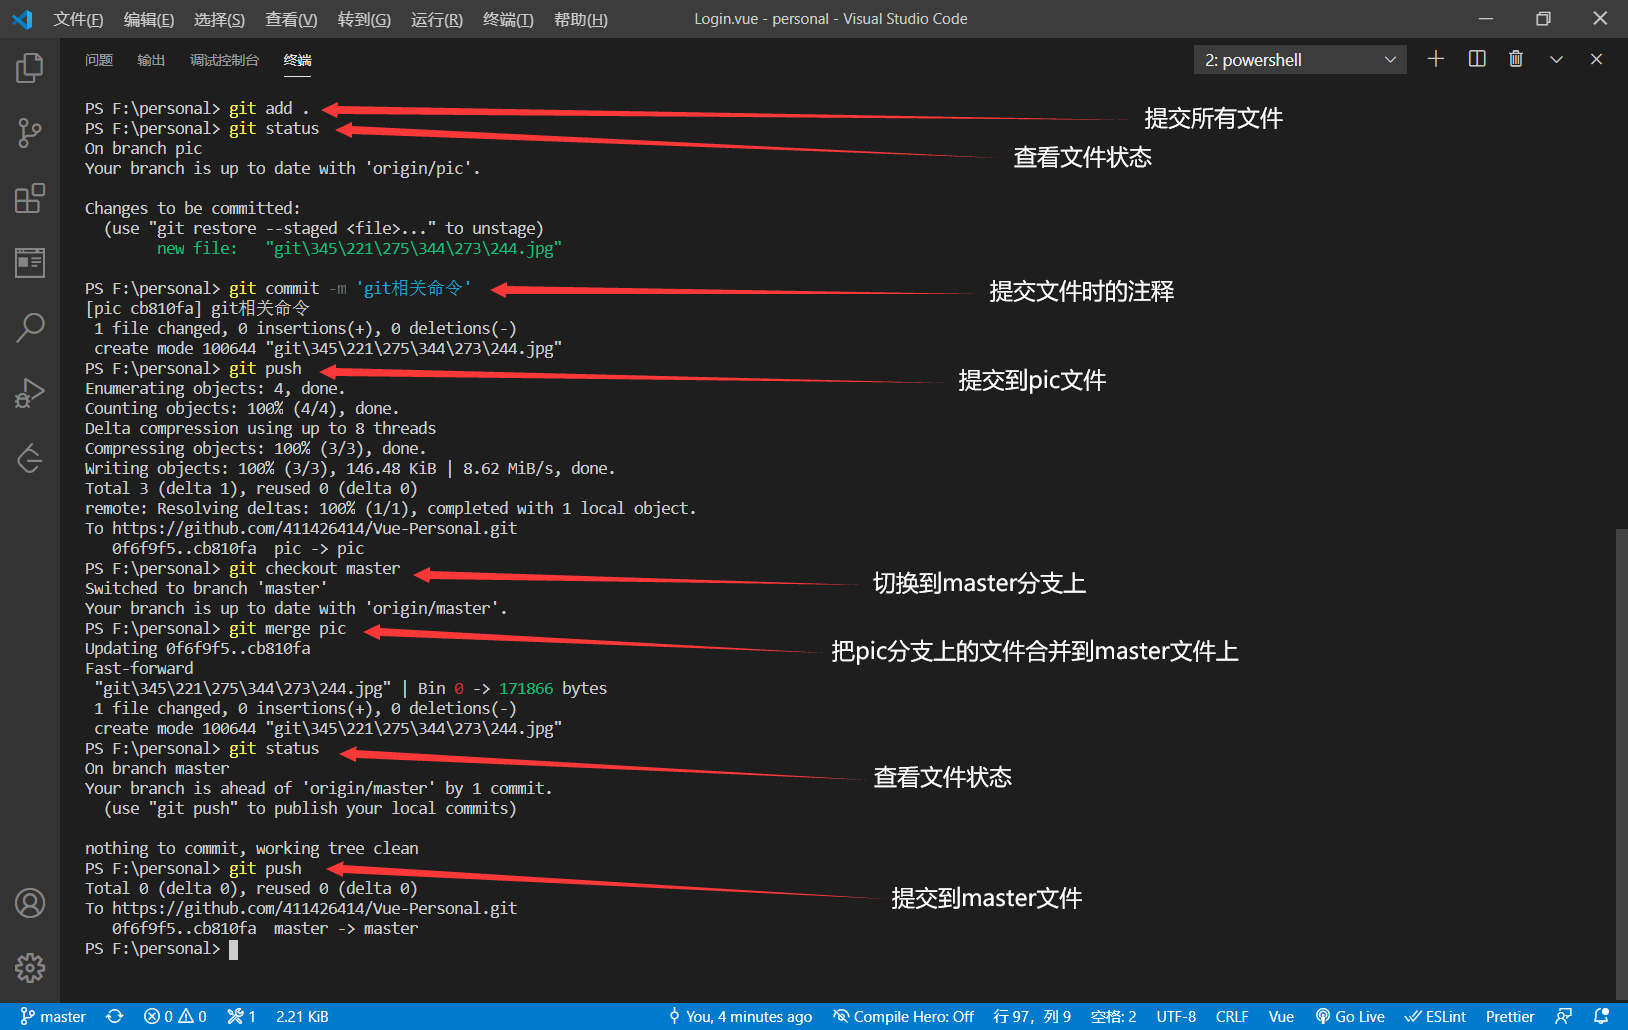 文件(F) 编辑(E) 选择(S) 查看(V) 转到(G) 运行(R) 终端(T) 帮助(H) Login.vue - personal - Visual Studio Code
问题 输出 调试控制台 终端 2: powershell
PS F:\personal> git add . 提交所有文件
PS F:\personal> git status 查看文件状态
On branch pic
Your branch is up to date with 'origin/pic'.
Changes to be committed:
(use "git restore --staged <file>..." to unstage)
new file: "git\345\221\275\344\273\244.jpg"
PS F:\personal> git commit -m 'git相关命令' 提交文件时的注释
[pic cb810fa] git相关命令
1 file changed, 0 insertions(+), 0 deletions(-)
create mode 100644 "git\345\221\275\344\273\244.jpg"
PS F:\personal> git push 提交到pic文件
Enumerating objects: 4, done.
Counting objects: 100% (4/4), done.
Delta compression using up to 8 threads
Compressing objects: 100% (3/3), done.
Writing objects: 100% (3/3), 146.48 KiB | 8.62 MiB/s, done.
Total 3 (delta 1), reused 0 (delta 0)
remote: Resolving deltas: 100% (1/1), completed with 1 local object.
To https://github.com/411426414/Vue-Personal.git
0f6f9f5..cb810fa pic -> pic
PS F:\personal> git checkout master 切换到master分支上
Switched to branch 'master'
Your branch is up to date with 'origin/master'.
PS F:\personal> git merge pic 把pic分支上的文件合并到master文件上
Updating 0f6f9f5..cb810fa
Fast-forward
"git\345\221\275\344\273\244.jpg" | Bin 0 -> 171866 bytes
1 file changed, 0 insertions(+), 0 deletions(-)
create mode 100644 "git\345\221\275\344\273\244.jpg"
PS F:\personal> git status 查看文件状态
On branch master
Your branch is ahead of 'origin/master' by 1 commit.
(use "git push" to publish your local commits)
nothing to commit, working tree clean
PS F:\personal> git push 提交到master文件
Total 0 (delta 0), reused 0 (delta 0)
To https://github.com/411426414/Vue-Personal.git
0f6f9f5..cb810fa master -> master
PS F:\personal>
master 0 0 1 2.21 KiB You, 4 minutes ago Compile Hero: Off 行 97，列 9 空格: 2 UTF-8 CRLF Vue Go Live ESLint Prettier